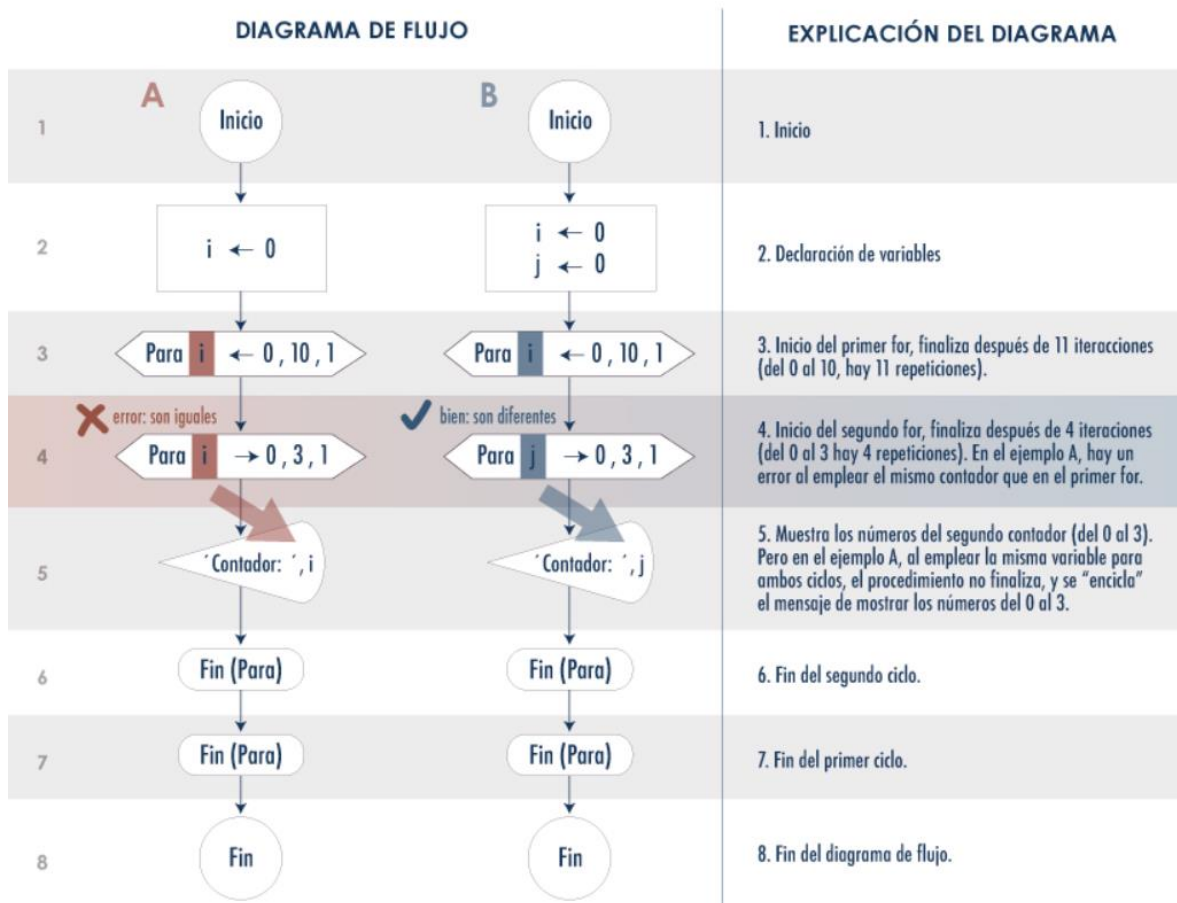 DIAGRAMA DE FLUJO
EXPLICACIÓN DEL DIAGRAMA
A
B
1
Inicio
Inicio
1. Inicio
2
i ← 0
i ← 0
j ← 0
2. Declaración de variables
3
Para i ← 0 , 10 , 1
Para i ← 0 , 10 , 1
3. Inicio del primer for, finaliza después de 11 iteracciones
(del 0 al 10, hay 11 repeticiones).
error: son iguales
bien: son diferentes
4
Para i → 0 , 3 , 1
Para j → 0 , 3 , 1
4. Inicio del segundo for, finaliza después de 4 iteraciones
(del 0 al 3 hay 4 repeticiones). En el ejemplo A, hay un
error al emplear el mismo contador que en el primer for.
5
´Contador: ´, i
´Contador: ´, j
5. Muestra los números del segundo contador (del 0 al 3).
Pero en el ejemplo A, al emplear la misma variable para
ambos ciclos, el procedimiento no finaliza, y se “encicla”
el mensaje de mostrar los números del 0 al 3.
6
Fin (Para)
Fin (Para)
6. Fin del segundo ciclo.
7
Fin (Para)
Fin (Para)
7. Fin del primer ciclo.
8
Fin
Fin
8. Fin del diagrama de flujo.